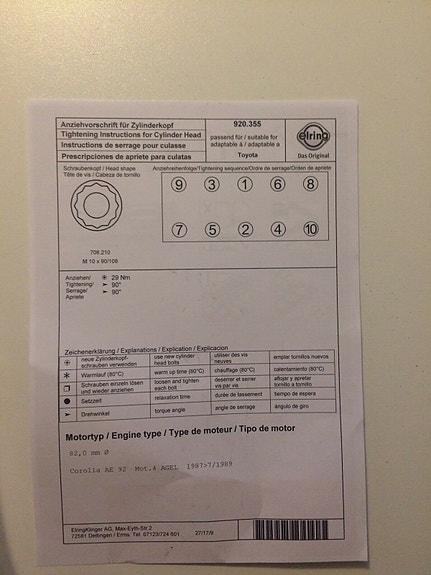 Anziehvorschrift für Zylinderkopf
Tightening Instructions for Cylinder Head
Instructions de serrage pour culasse
Prescripciones de apriete para culatas
920.355
passend für / suitable for
adaptable á / adaptable a
Toyota
elring
Das Original
Schraubenkopf / Head shape
Tête de vis / Cabeza de tornillo
708.210
M 10 x 90/108
Anziehreihenfolge/Tightening sequence/Ordre de serrage/Orden de apriete
9 3 1 6 8
7 5 2 4 10
Anziehen/
Tightening/
Serrage/
Apriete
29 Nm
➢ 90°
➢ 90°
Zeichenerklärung / Explanations / Explication / Explicacion
neue Zylinderkopf-schrauben verwenden use new cylinder head bolts utiliser des vis neuves emplar tornillos nuevos
Warmlauf (80°C) warm up time (80°C) chauffage (80°C) calentamiento (80°C)
Schrauben einzeln lösen und wieder anziehen loosen and tighten each bolt desserrer et serrer vis par vis aflojar y apretar tornillo a tornillo
Setzzeit relaxation time durée de tassement tiempo de espera
➢ Drehwinkel torque angle angle de serrage ángulo de giro
Motortyp / Engine type / Type de moteur / Tipo de motor
82,0 mm Ø
Corolla AE 92 Mot.4 AGEL 1987>7/1989
ElringKlinger AG, Max-Eyth-Str.2
72581 Dettingen / Erms. Tel. 07123/724 601
27/17/9